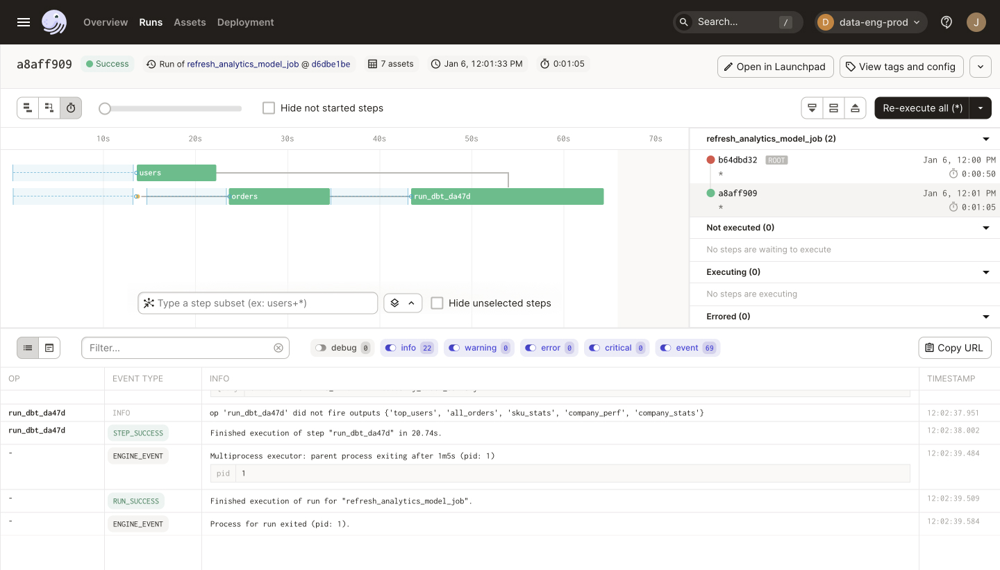 Overview Runs Assets Deployment Search... / D data-eng-prod J
a8aff909 Success Run of refresh_analytics_model_job @ d6dbe1be 7 assets Jan 6, 12:01:33 PM 0:01:05 Open in Launchpad View tags and config
Hide not started steps Re-execute all (*)
10s 20s 30s 40s 50s 60s 70s
users
orders run_dbt_da47d
Type a step subset (ex: users+*) Hide unselected steps
refresh_analytics_model_job (2)
b64dbd32 ROOT Jan 6, 12:00 PM
* 0:00:50
a8aff909 Jan 6, 12:01 PM
* 0:01:05
Not executed (0)
No steps are waiting to execute
Executing (0)
No steps are executing
Errored (0)
Filter... debug 0 info 22 warning 0 error 0 critical 0 event 69 Copy URL
OP EVENT TYPE INFO TIMESTAMP
run_dbt_da47d INFO op 'run_dbt_da47d' did not fire outputs {'top_users', 'all_orders', 'sku_stats', 'company_perf', 'company_stats'} 12:02:37.951
run_dbt_da47d STEP_SUCCESS Finished execution of step "run_dbt_da47d" in 20.74s. 12:02:38.002
- ENGINE_EVENT Multiprocess executor: parent process exiting after 1m5s (pid: 1) 12:02:39.484
pid 1
- RUN_SUCCESS Finished execution of run for "refresh_analytics_model_job". 12:02:39.509
- ENGINE_EVENT Process for run exited (pid: 1). 12:02:39.584